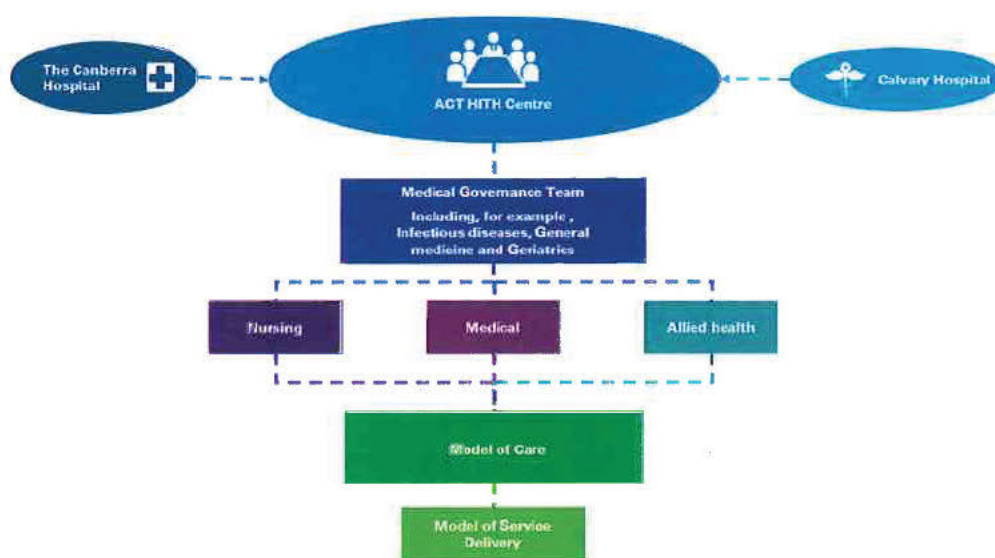 The Canberra
Hospital
ACT HITH Centre
Calvary Hospital
Medical Governance Team
Including, for example ,
Infectious diseases, General
medicine and Geriatrics
Nursing
Medical
Allied health
Model of Care
Model of Service
Delivery